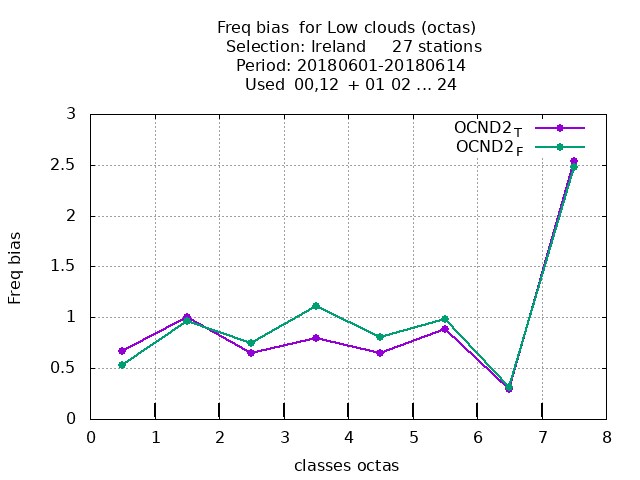 Freq bias  for Low clouds (octas)
Selection: Ireland     27 stations
Period: 20180601-20180614
Used  00,12  + 01 02 ... 24
OCND2_T
OCND2_F
3
2.5
2
1.5
1
0.5
0
Freq bias
0 1 2 3 4 5 6 7 8
classes octas